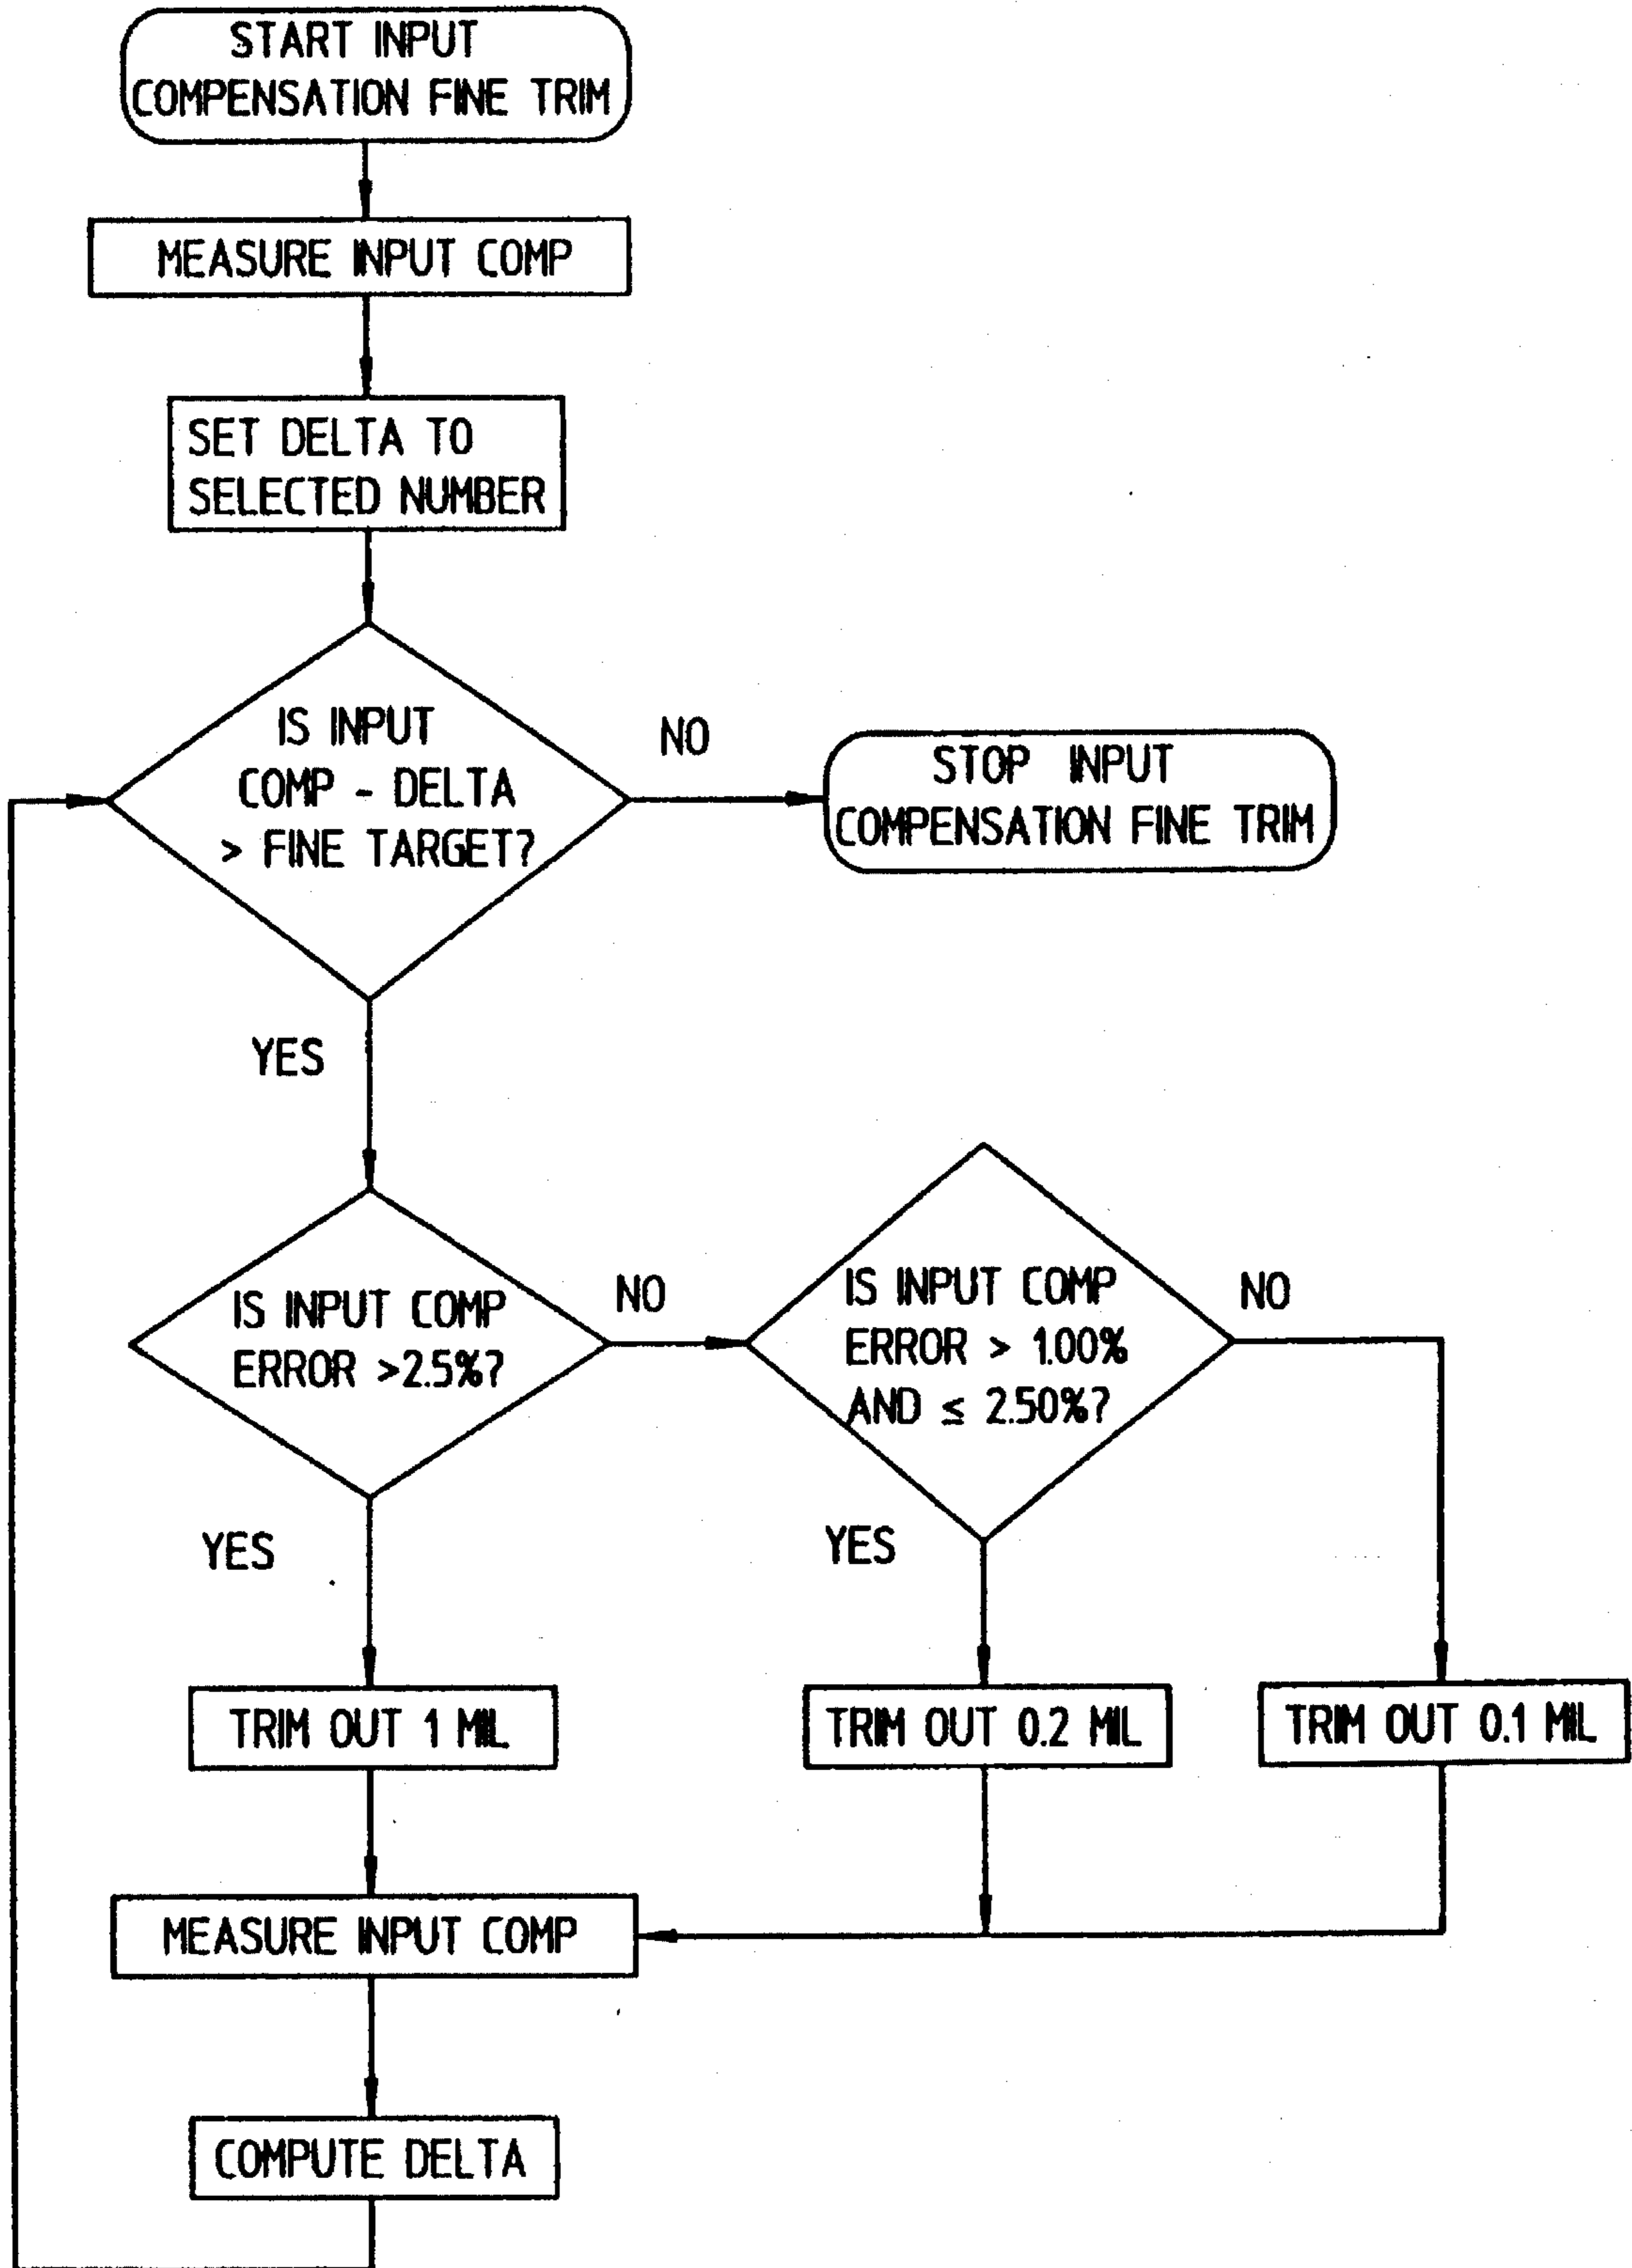 START INPUT
COMPENSATION FINE TRIM
MEASURE INPUT COMP
SET DELTA TO
SELECTED NUMBER
IS INPUT
COMP - DELTA
> FINE TARGET?
NO
STOP INPUT
COMPENSATION FINE TRIM
YES
IS INPUT COMP
ERROR >2.5%?
NO
IS INPUT COMP
ERROR > 1.00%
AND ≤ 2.50%?
NO
YES
YES
TRIM OUT 1 MIL
TRIM OUT 0.2 MIL
TRIM OUT 0.1 MIL
MEASURE INPUT COMP
COMPUTE DELTA